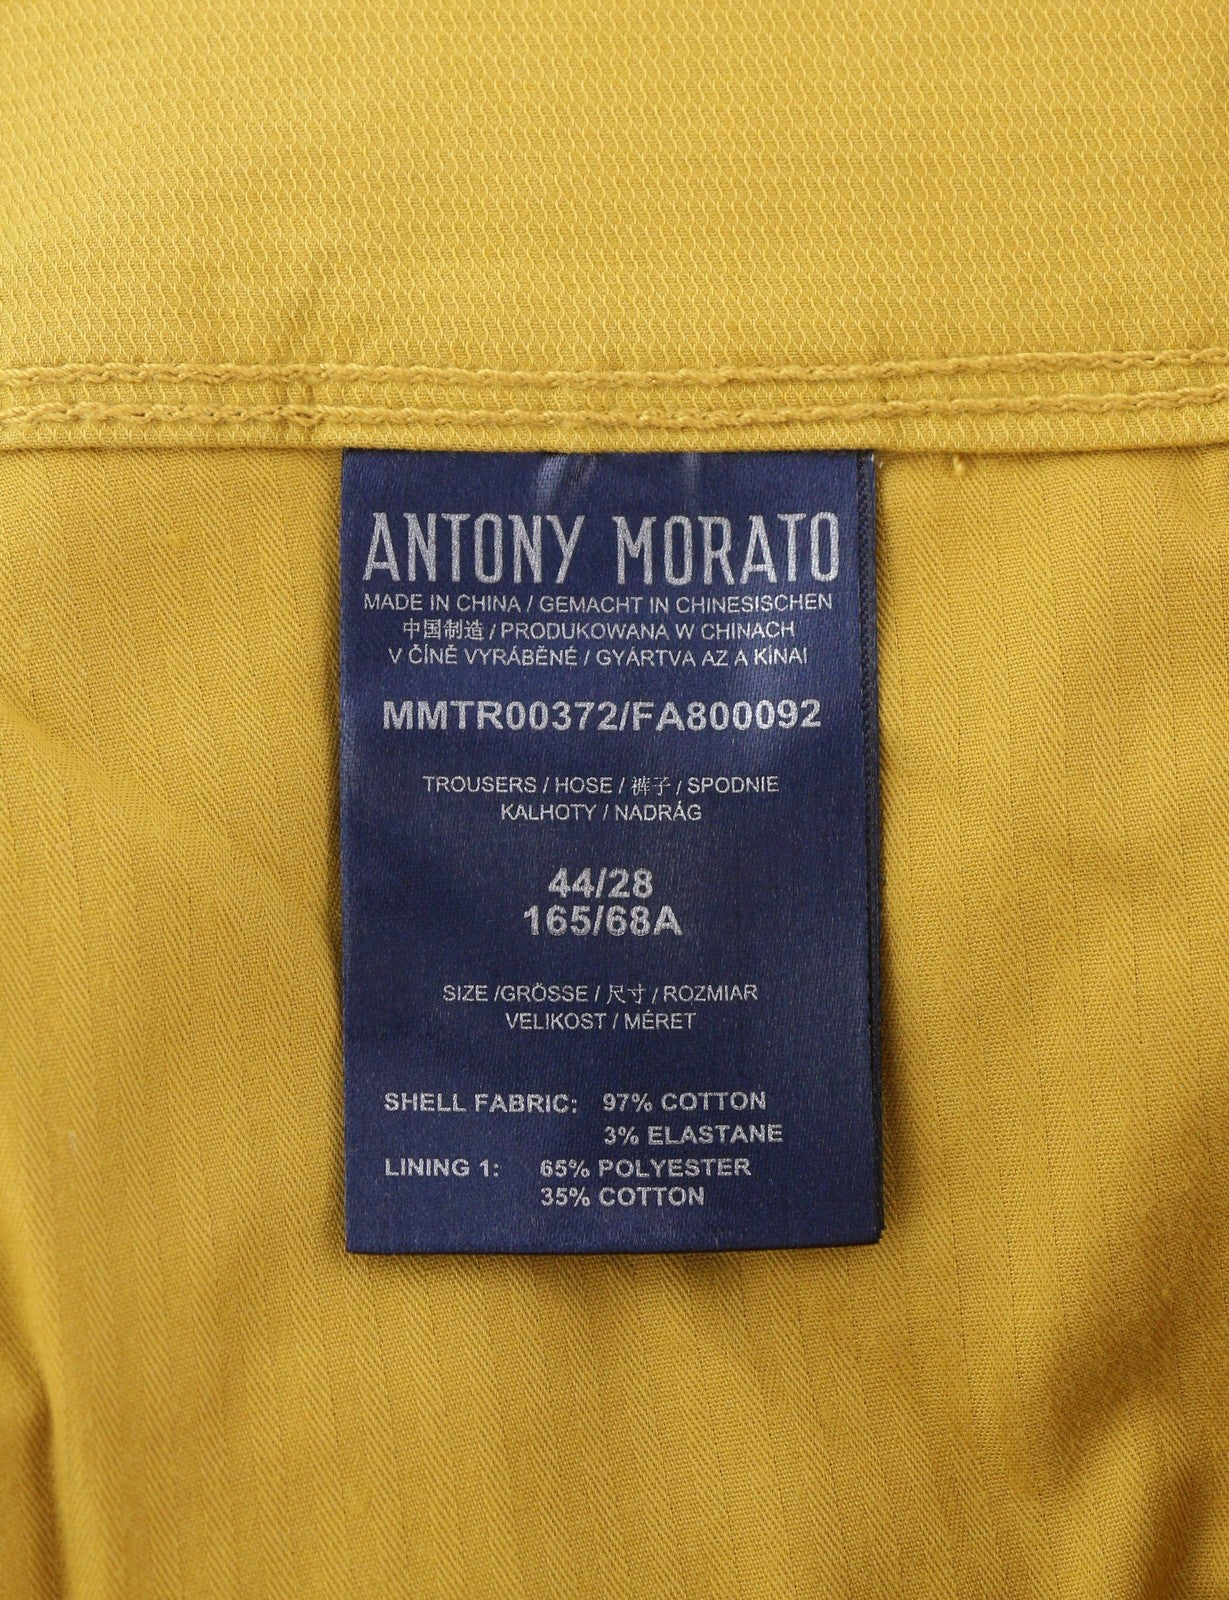 ANTONY MORATO
MADE IN CHINA / GEMACHT IN CHINESISCHEN
中国制造 / PRODUKOWANA W CHINACH
V ČÍNĚ VYRÁBĚNÉ / GYÁRTVA AZ A KÍNAI
MMTR00372/FA800092
TROUSERS / HOSE / 裤子 / SPODNIE
KALHOTY / NADRÁG
44/28
165/68A
SIZE /GRÖSSE / 尺寸 / ROZMIAR
VELIKOST / MÉRET
SHELL FABRIC: 97% COTTON
3% ELASTANE
LINING 1: 65% POLYESTER
35% COTTON